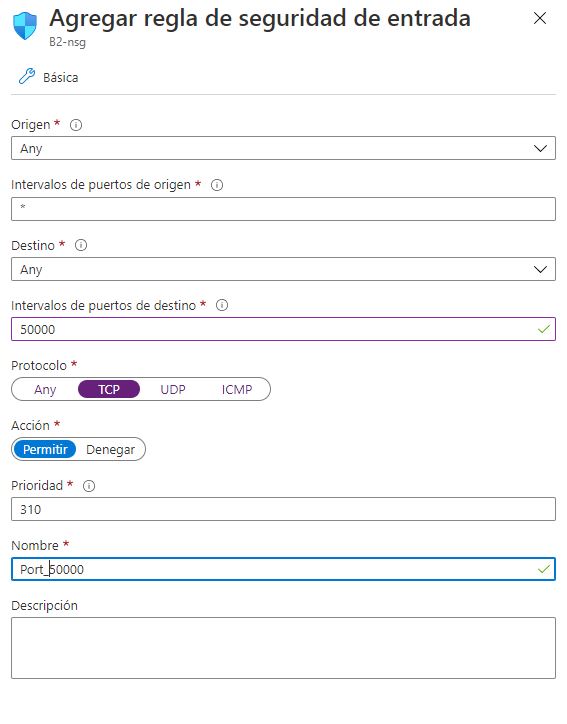 Agregar regla de seguridad de entrada
B2-nsg
Básica
Origen *
Any
Intervalos de puertos de origen *
*
Destino *
Any
Intervalos de puertos de destino *
50000
Protocolo *
Any TCP UDP ICMP
Acción *
Permitir Denegar
Prioridad *
310
Nombre *
Port_50000
Descripción